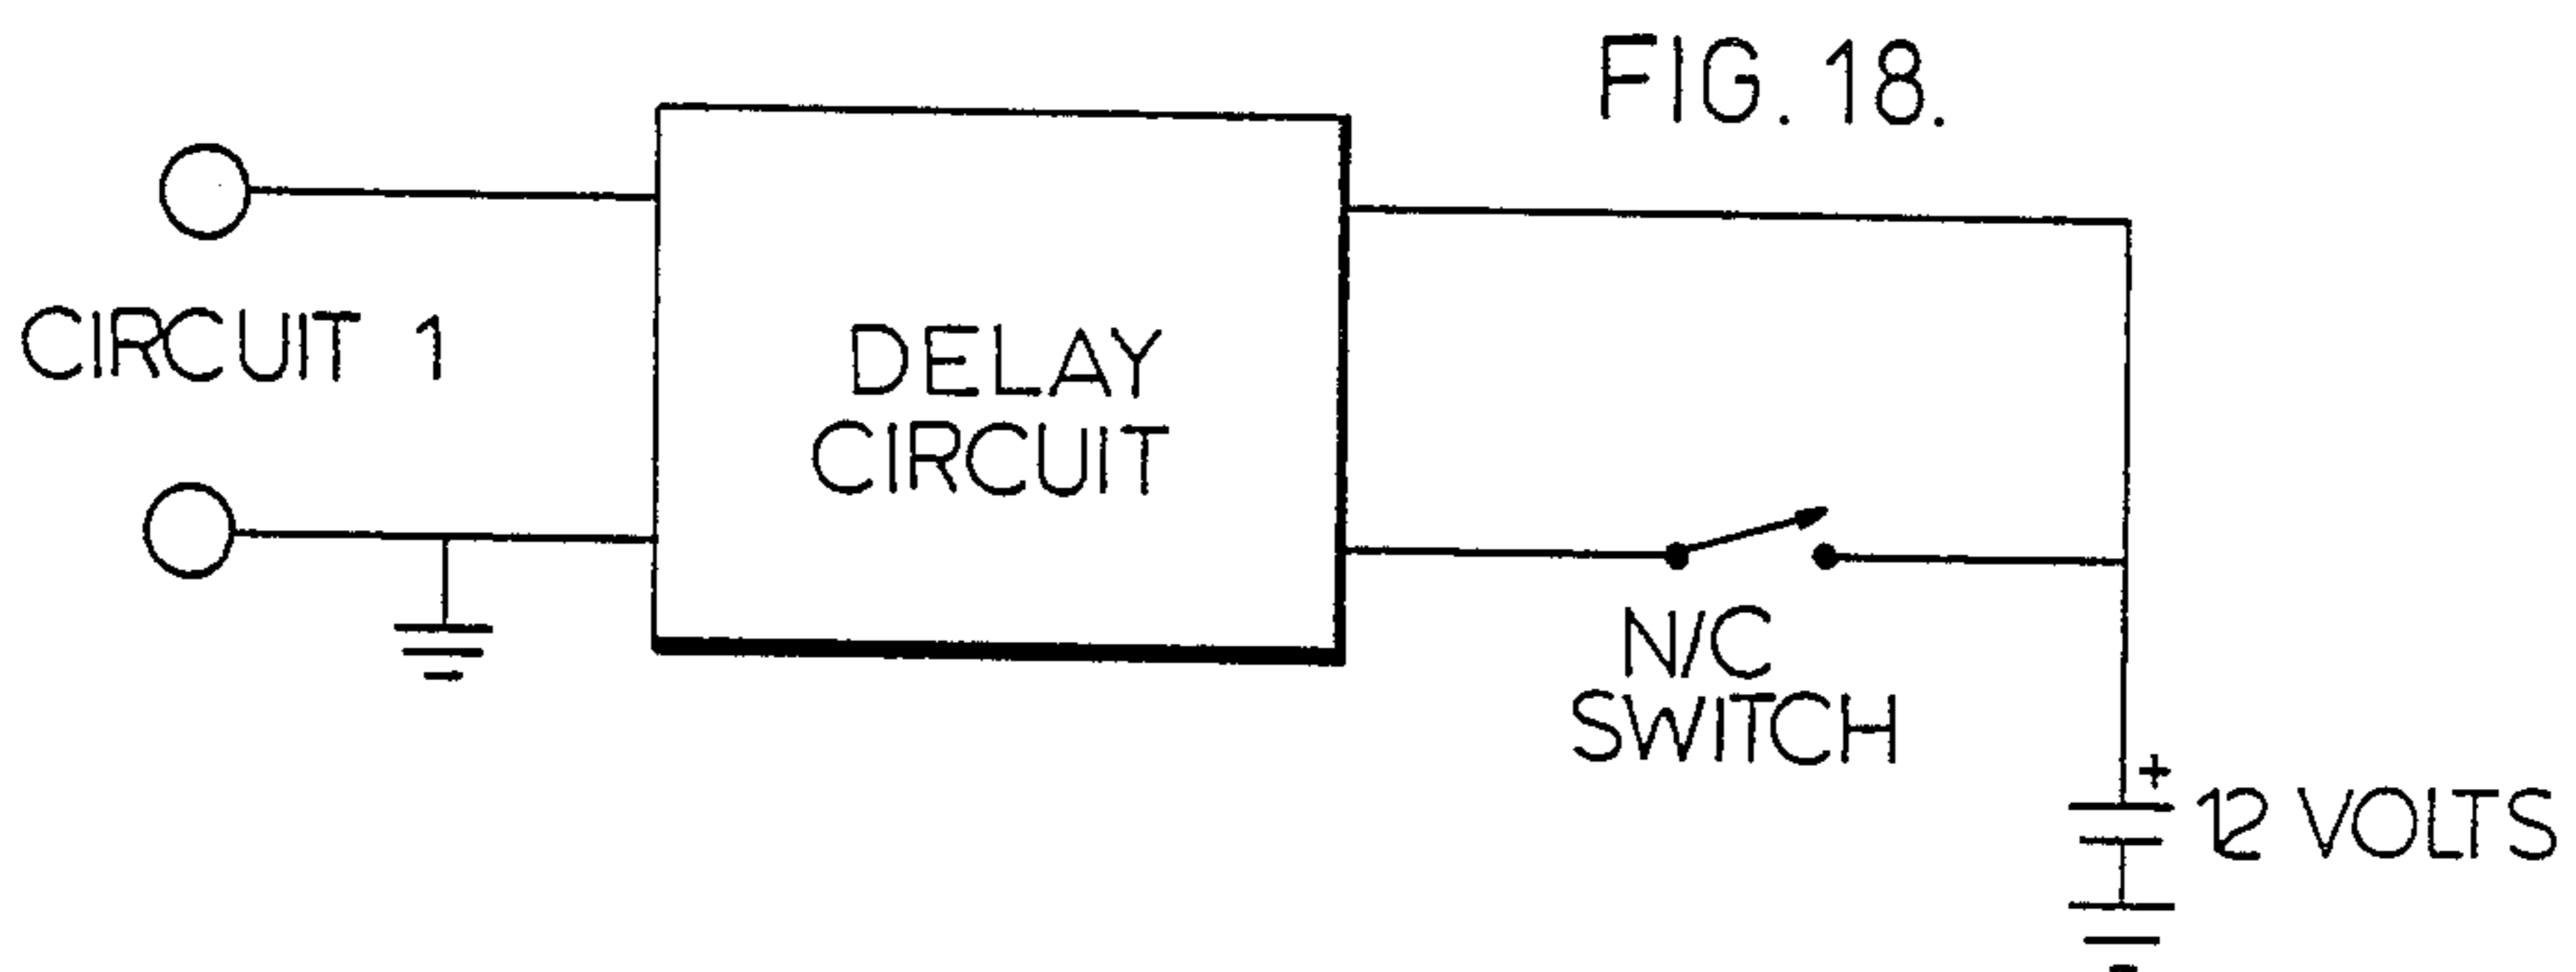 FIG. 18.
CIRCUIT 1
DELAY
CIRCUIT
N/C
SWITCH
+
12 VOLTS